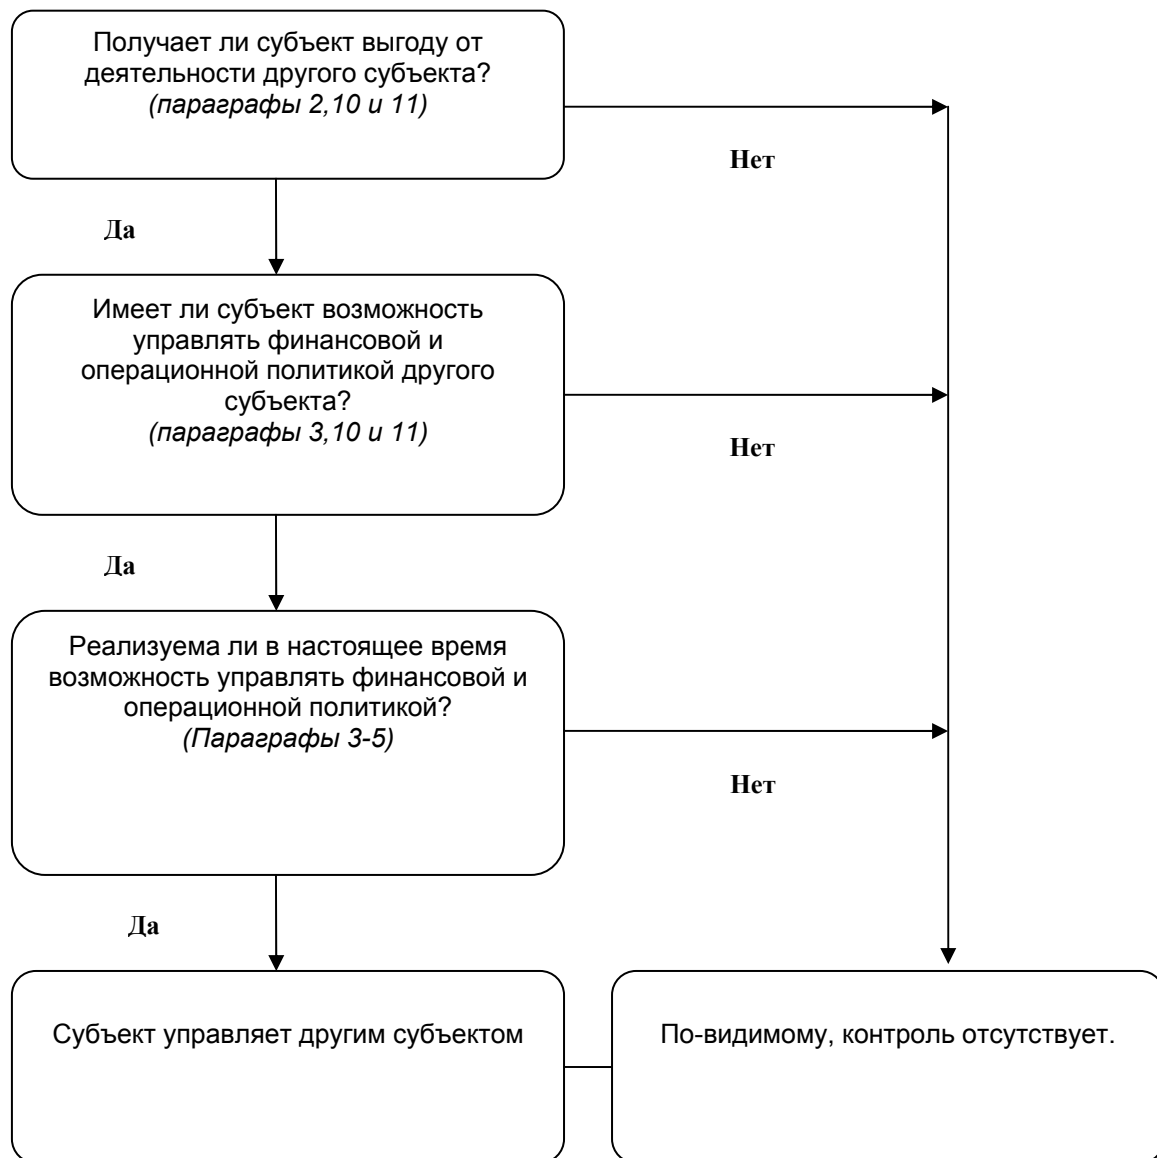 Получает ли субъект выгоду от
деятельности другого субъекта?
(параграфы 2,10 и 11)
Нет
Да
Имеет ли субъект возможность
управлять финансовой и
операционной политикой другого
субъекта?
(параграфы 3,10 и 11)
Нет
Да
Реализуема ли в настоящее время
возможность управлять финансовой и
операционной политикой?
(Параграфы 3-5)
Нет
Да
Субъект управляет другим субъектом
По-видимому, контроль отсутствует.